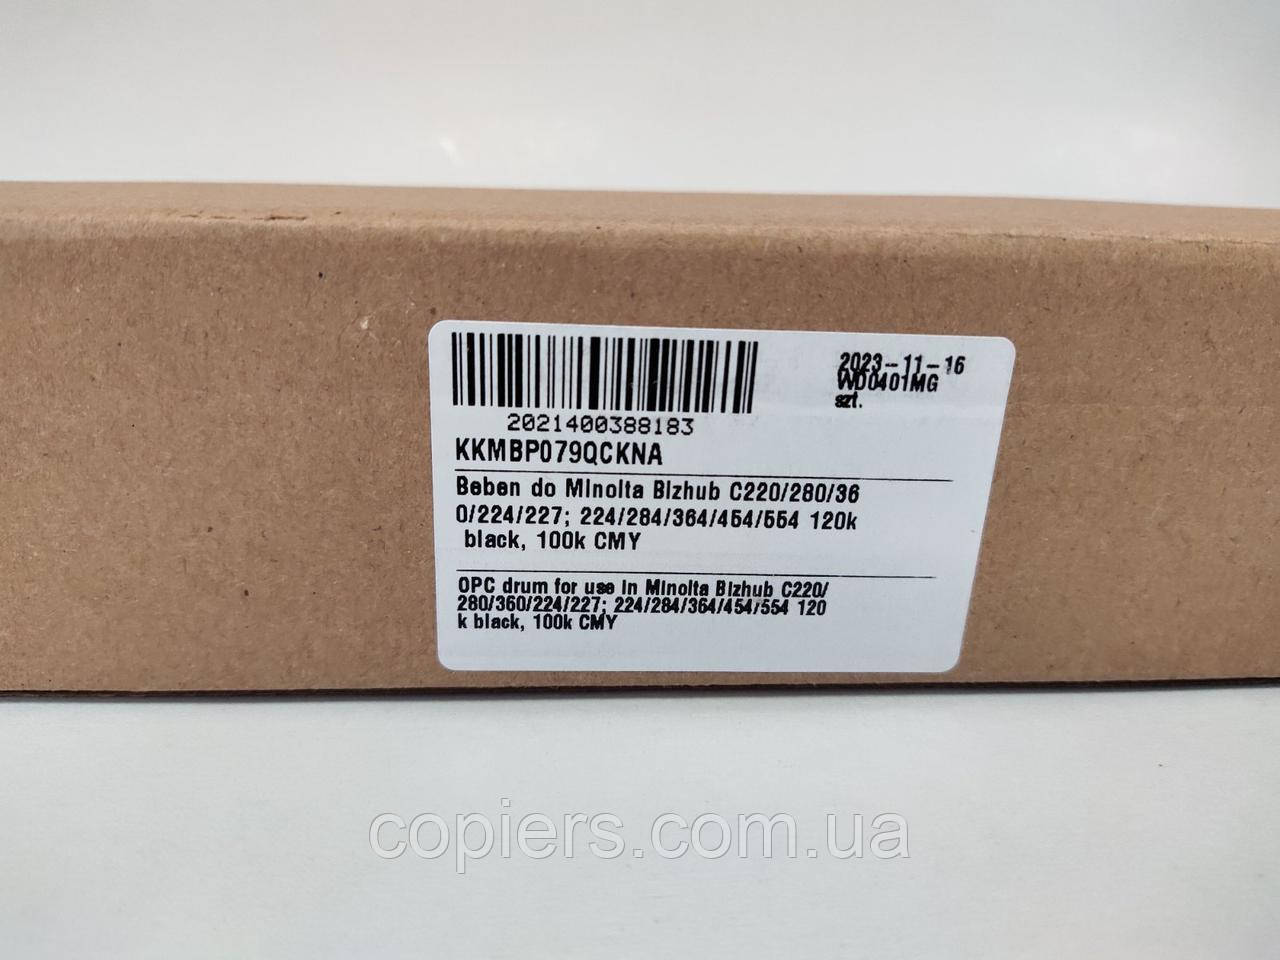 2023-11-16
WD0401MG
szt.
2021400388183
KKMBP079QCKNA
Beben do Minolta Bizhub C220/280/36
0/224/227; 224/284/364/454/554 120k
black, 100k CMY
OPC drum for use in Minolta Bizhub C220/
280/360/224/227; 224/284/364/454/554 120
k black, 100k CMY
copiers.com.ua